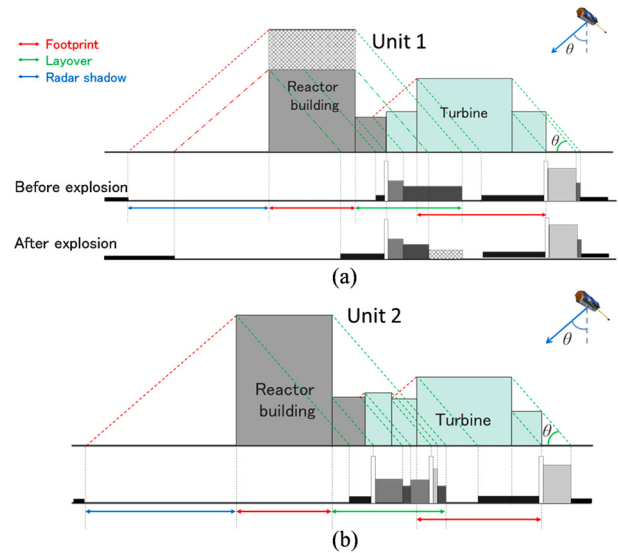 Unit 1
θ
Footprint
Layover
Radar shadow
Reactor
building
Turbine
θ
Before explosion
After explosion
(a)
Unit 2
θ
Reactor
building
Turbine
θ
(b)